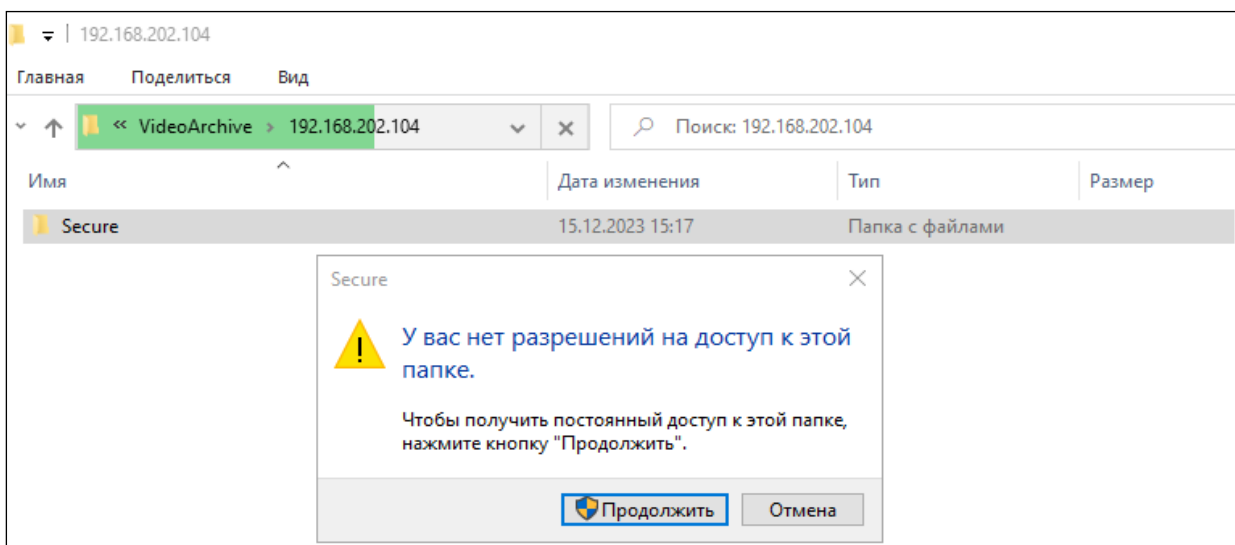 192.168.202.104
Главная Поделиться Вид
« VideoArchive › 192.168.202.104 Поиск: 192.168.202.104
Имя Дата изменения Тип Размер
Secure 15.12.2023 15:17 Папка с файлами
Secure
У вас нет разрешений на доступ к этой
папке.
Чтобы получить постоянный доступ к этой папке,
нажмите кнопку "Продолжить".
Продолжить Отмена